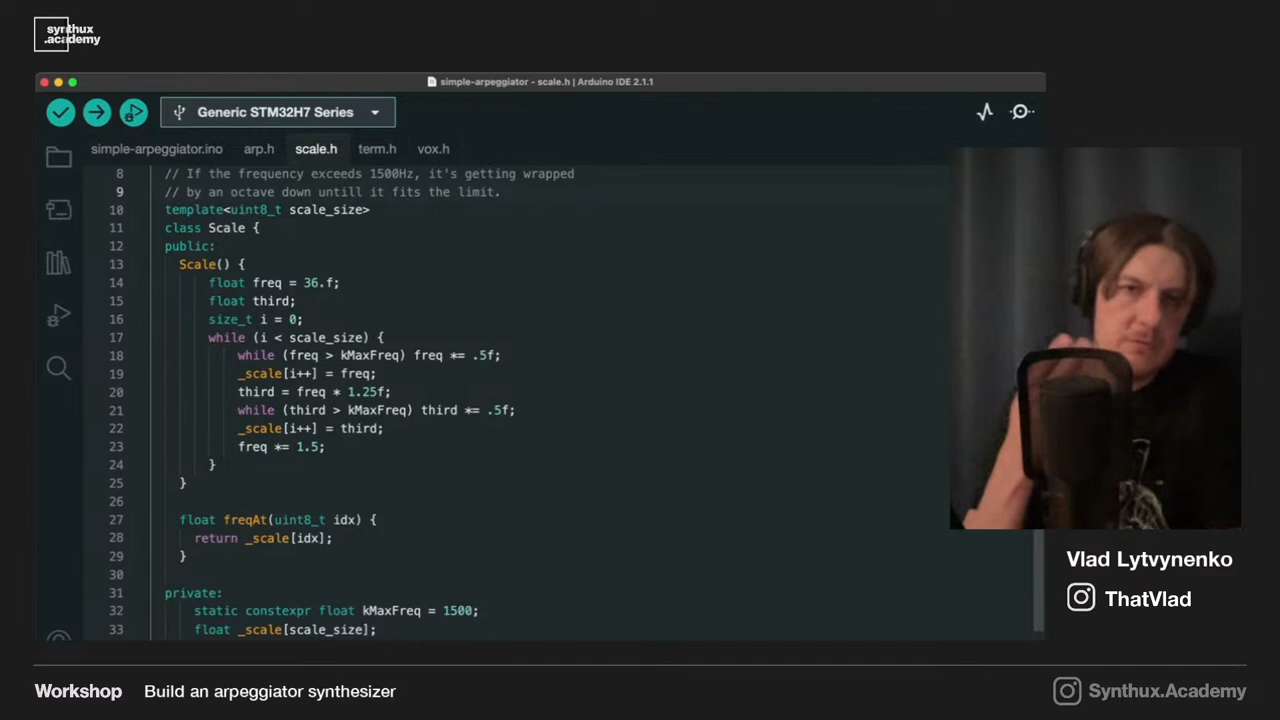 synthux
.academy
simple-arpeggiator - scale.h | Arduino IDE 2.1.1
Generic STM32H7 Series
simple-arpeggiator.ino arp.h scale.h term.h vox.h
8 // If the frequency exceeds 1500Hz, it's getting wrapped
9 // by an octave down untill it fits the limit.
10 template<uint8_t scale_size>
11 class Scale {
12 public:
13 Scale() {
14 float freq = 36.f;
15 float third;
16 size_t i = 0;
17 while (i < scale_size) {
18 while (freq > kMaxFreq) freq *= .5f;
19 _scale[i++] = freq;
20 third = freq * 1.25f;
21 while (third > kMaxFreq) third *= .5f;
22 _scale[i++] = third;
23 freq *= 1.5;
24 }
25 }
26
27 float freqAt(uint8_t idx) {
28 return _scale[idx];
29 }
30
31 private:
32 static constexpr float kMaxFreq = 1500;
33 float _scale[scale_size];
Vlad Lytvynenko
ThatVlad
Workshop Build an arpeggiator synthesizer
Synthux.Academy